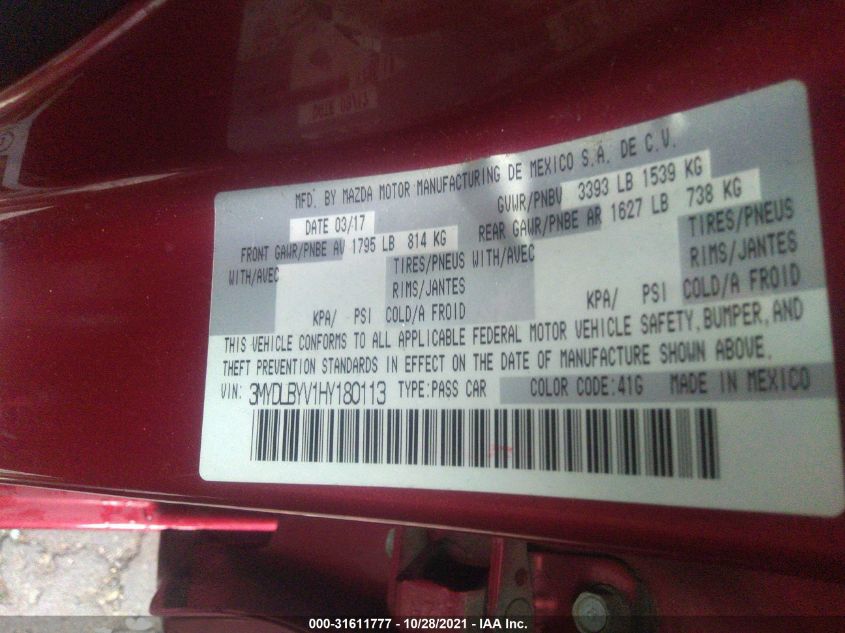 MFD. BY MAZDA MOTOR MANUFACTURING DE MEXICO S.A. DE C.V.
DATE 03/17 GVWR/PNBV 3393 LB 1539 KG
FRONT GAWR/PNBE AV 1795 LB 814 KG REAR GAWR/PNBE AR 1627 LB 738 KG
WITH/AVEC TIRES/PNEUS WITH/AVEC TIRES/PNEUS
RIMS/JANTES RIMS/JANTES
KPA/ PSI COLD/A FROID KPA/ PSI COLD/A FROID
THIS VEHICLE CONFORMS TO ALL APPLICABLE FEDERAL MOTOR VEHICLE SAFETY, BUMPER, AND
THEFT PREVENTION STANDARDS IN EFFECT ON THE DATE OF MANUFACTURE SHOWN ABOVE.
VIN: 3MYDLBYV1HY180113 TYPE:PASS CAR COLOR CODE:41G MADE IN MEXICO
000-31611777 - 10/28/2021 - IAA Inc.